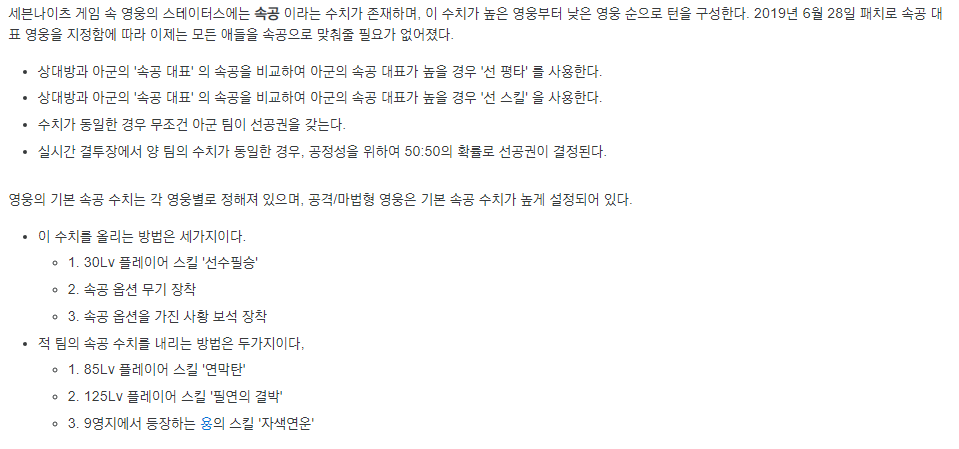 세븐나이츠 게임 속 영웅의 스테이터스에는 속공 이라는 수치가 존재하며, 이 수치가 높은 영웅부터 낮은 영웅 순으로 턴을 구성한다. 2019년 6월 28일 패치로 속공 대
표 영웅을 지정함에 따라 이제는 모든 애들을 속공으로 맞춰줄 필요가 없어졌다.
• 상대방과 아군의 '속공 대표' 의 속공을 비교하여 아군의 속공 대표가 높을 경우 '선 평타' 를 사용한다.
• 상대방과 아군의 '속공 대표' 의 속공을 비교하여 아군의 속공 대표가 높을 경우 '선 스킬' 을 사용한다.
• 수치가 동일한 경우 무조건 아군 팀이 선공권을 갖는다.
• 실시간 결투장에서 양 팀의 수치가 동일한 경우, 공정성을 위하여 50:50의 확률로 선공권이 결정된다.
영웅의 기본 속공 수치는 각 영웅별로 정해져 있으며, 공격/마법형 영웅은 기본 속공 수치가 높게 설정되어 있다.
• 이 수치를 올리는 방법은 세가지이다.
◦ 1. 30Lv 플레이어 스킬 '선수필승'
◦ 2. 속공 옵션 무기 장착
◦ 3. 속공 옵션을 가진 사황 보석 장착
• 적 팀의 속공 수치를 내리는 방법은 두가지이다,
◦ 1. 85Lv 플레이어 스킬 '연막탄'
◦ 2. 125Lv 플레이어 스킬 '필연의 결박'
◦ 3. 9영지에서 등장하는 용의 스킬 '자색연운'